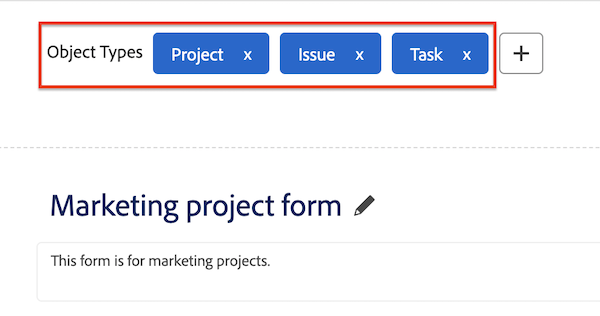 Object Types Project x Issue x Task x +
Marketing project form
This form is for marketing projects.